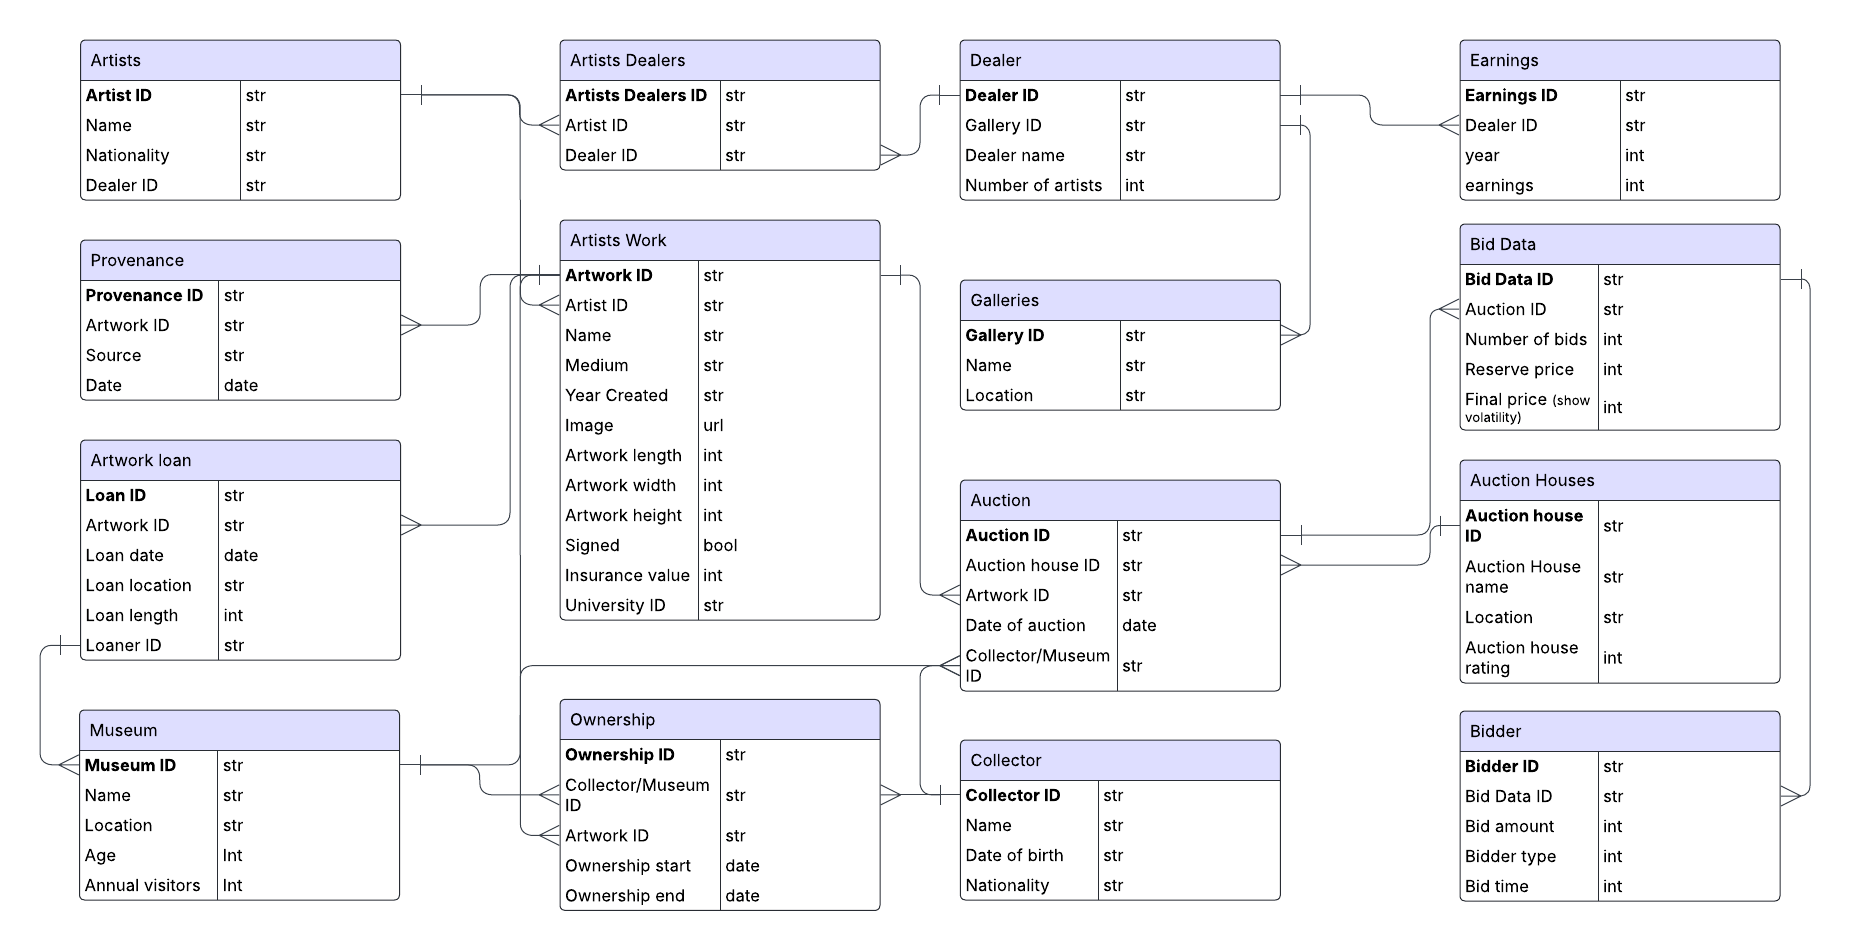 Artists
Artist ID str
Name str
Nationality str
Dealer ID str
Artists Dealers
Artists Dealers ID str
Artist ID str
Dealer ID str
Dealer
Dealer ID str
Gallery ID str
Dealer name str
Number of artists int
Earnings
Earnings ID str
Dealer ID str
year int
earnings int
Provenance
Provenance ID str
Artwork ID str
Source str
Date date
Artists Work
Artwork ID str
Artist ID str
Name str
Medium str
Year Created str
Image url
Artwork length int
Artwork width int
Artwork height int
Signed bool
Insurance value int
University ID str
Galleries
Gallery ID str
Name str
Location str
Bid Data
Bid Data ID str
Auction ID str
Number of bids int
Reserve price int
Final price (show
volatility) int
Artwork loan
Loan ID str
Artwork ID str
Loan date date
Loan location str
Loan length int
Loaner ID str
Auction
Auction ID str
Auction house ID str
Artwork ID str
Date of auction date
Collector/Museum
ID str
Auction Houses
Auction house
ID str
Auction House
name str
Location str
Auction house
rating int
Museum
Museum ID str
Name str
Location str
Age Int
Annual visitors Int
Ownership
Ownership ID str
Collector/Museum
ID str
Artwork ID str
Ownership start date
Ownership end date
Collector
Collector ID str
Name str
Date of birth str
Nationality str
Bidder
Bidder ID str
Bid Data ID str
Bid amount int
Bidder type int
Bid time int